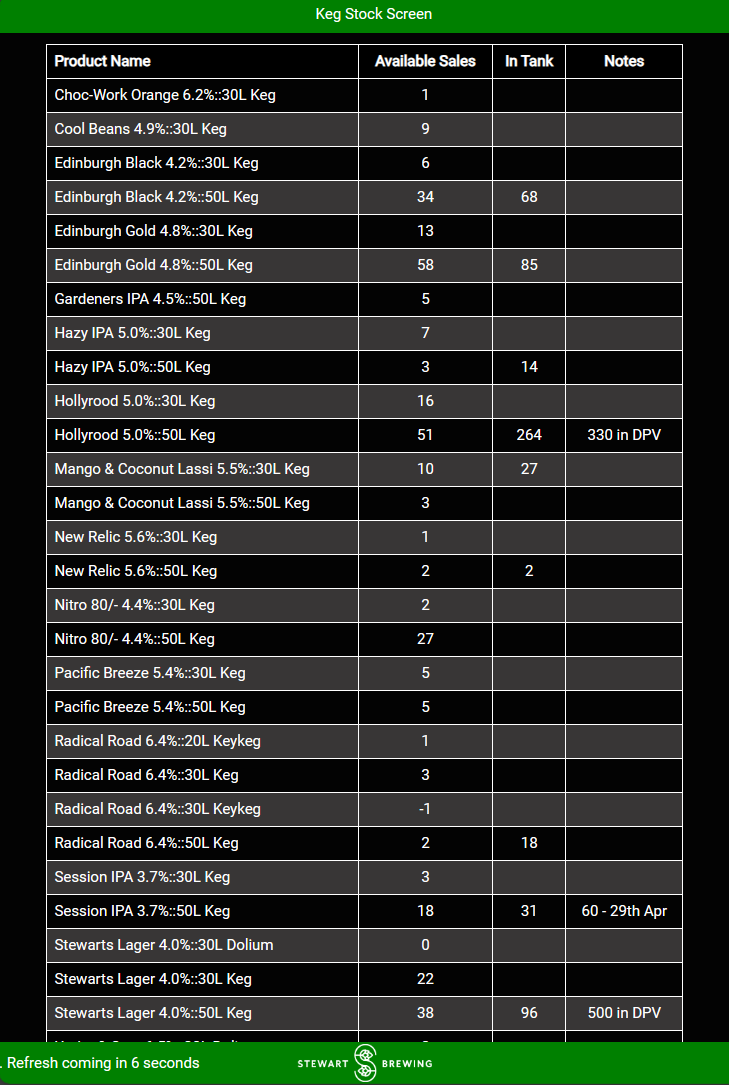 Keg Stock Screen
Product Name Available Sales In Tank Notes
Choc-Work Orange 6.2%::30L Keg 1
Cool Beans 4.9%::30L Keg 9
Edinburgh Black 4.2%::30L Keg 6
Edinburgh Black 4.2%::50L Keg 34 68
Edinburgh Gold 4.8%::30L Keg 13
Edinburgh Gold 4.8%::50L Keg 58 85
Gardeners IPA 4.5%::50L Keg 5
Hazy IPA 5.0%::30L Keg 7
Hazy IPA 5.0%::50L Keg 3 14
Hollyrood 5.0%::30L Keg 16
Hollyrood 5.0%::50L Keg 51 264 330 in DPV
Mango & Coconut Lassi 5.5%::30L Keg 10 27
Mango & Coconut Lassi 5.5%::50L Keg 3
New Relic 5.6%::30L Keg 1
New Relic 5.6%::50L Keg 2 2
Nitro 80/- 4.4%::30L Keg 2
Nitro 80/- 4.4%::50L Keg 27
Pacific Breeze 5.4%::30L Keg 5
Pacific Breeze 5.4%::50L Keg 5
Radical Road 6.4%::20L Keykeg 1
Radical Road 6.4%::30L Keg 3
Radical Road 6.4%::30L Keykeg -1
Radical Road 6.4%::50L Keg 2 18
Session IPA 3.7%::30L Keg 3
Session IPA 3.7%::50L Keg 18 31 60 - 29th Apr
Stewarts Lager 4.0%::30L Dolium 0
Stewarts Lager 4.0%::30L Keg 22
Stewarts Lager 4.0%::50L Keg 38 96 500 in DPV
. Refresh coming in 6 seconds STEWART BREWING